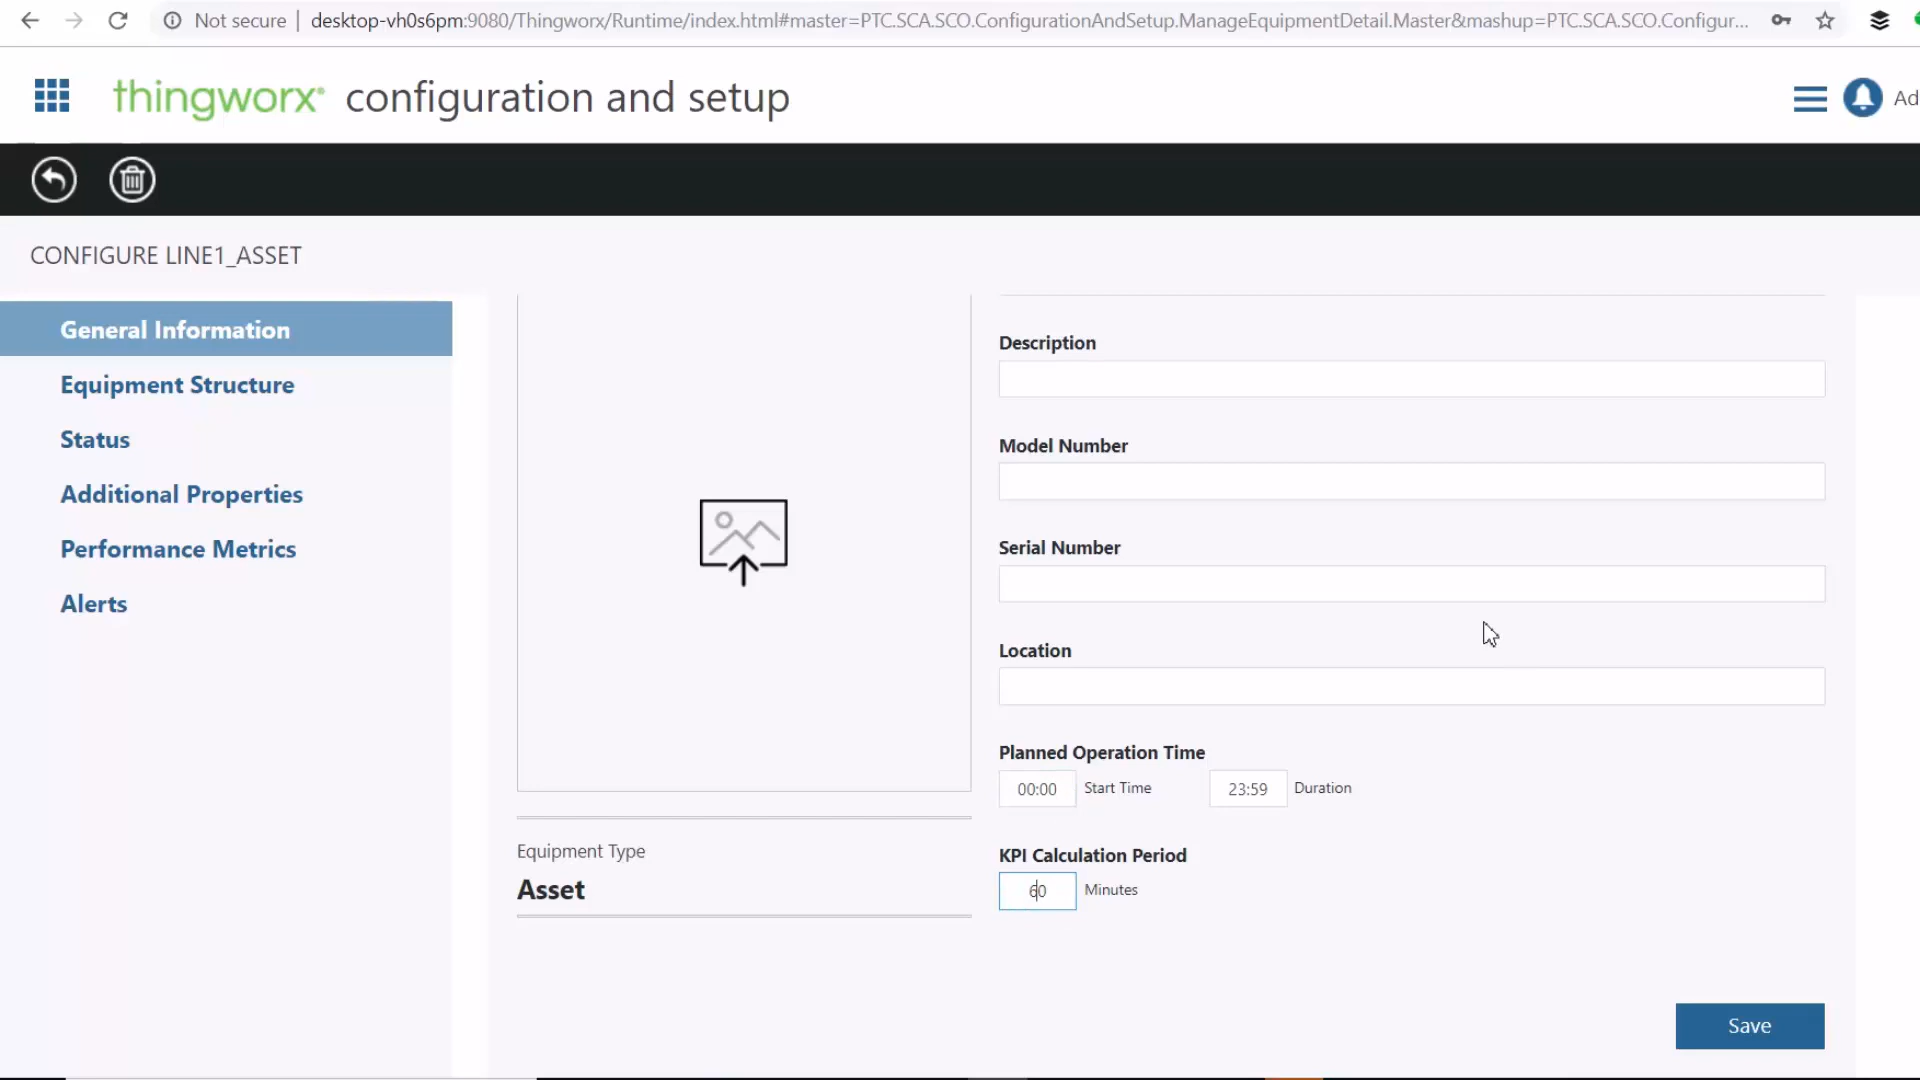 Not secure | desktop-vh0s6pm:9080/Thingworx/Runtime/index.html#master=PTC.SCA.SCO.ConfigurationAndSetup.ManageEquipmentDetail.Master&mashup=PTC.SCA.SCO.Configur...
thingworx configuration and setup
Ad
CONFIGURE LINE1_ASSET
General Information
Equipment Structure
Status
Additional Properties
Performance Metrics
Alerts
Equipment Type
Asset
Description
Model Number
Serial Number
Location
Planned Operation Time
00:00 Start Time 23:59 Duration
KPI Calculation Period
60 Minutes
Save